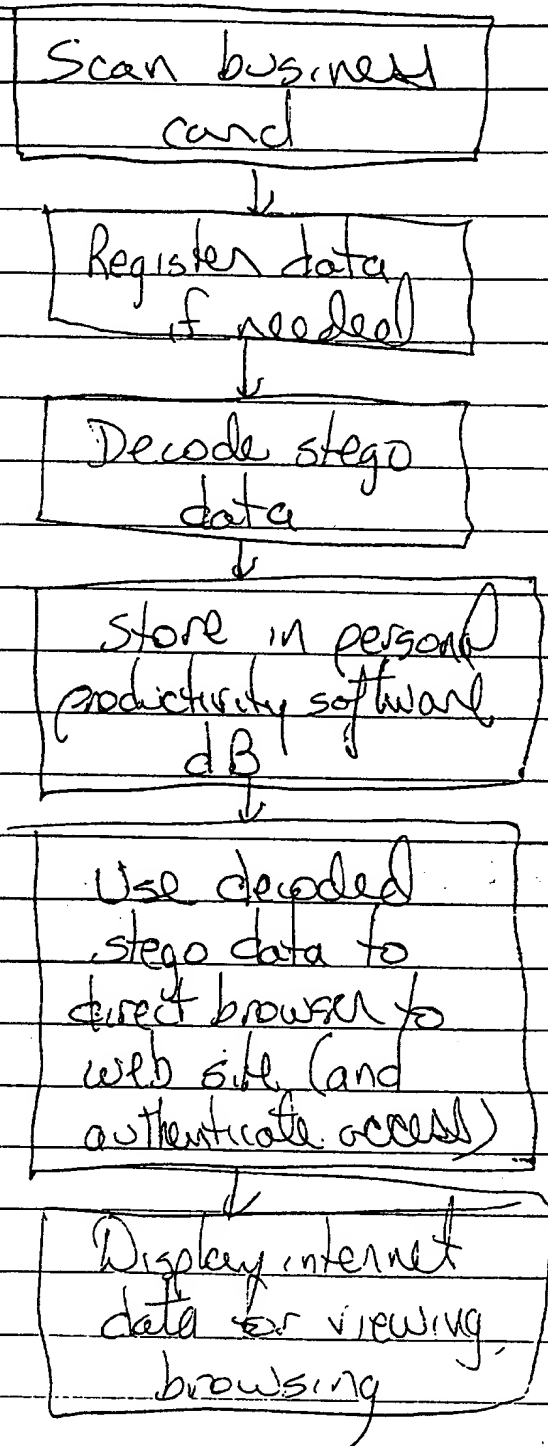 Scan business
card
Register data
if needed
Decode stego
data
Store in personal
productivity software
dB
Use decoded
stego data to
direct browser to
web site (and
authenticate access)
Display internet
data for viewing,
browsing